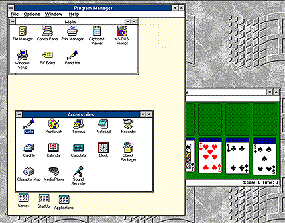 Program Manager
File Options Window Help
Main
File Manager Control Panel Print Manager Clipboard Viewer MS-DOS Prompt
Windows Setup PIF Editor Read Me
Accessories
Write Paintbrush Terminal Notepad Recorder
Cardfile Calendar Calculator Clock Object Packager
Character Map Media Player Sound Recorder
Games StartUp Applications